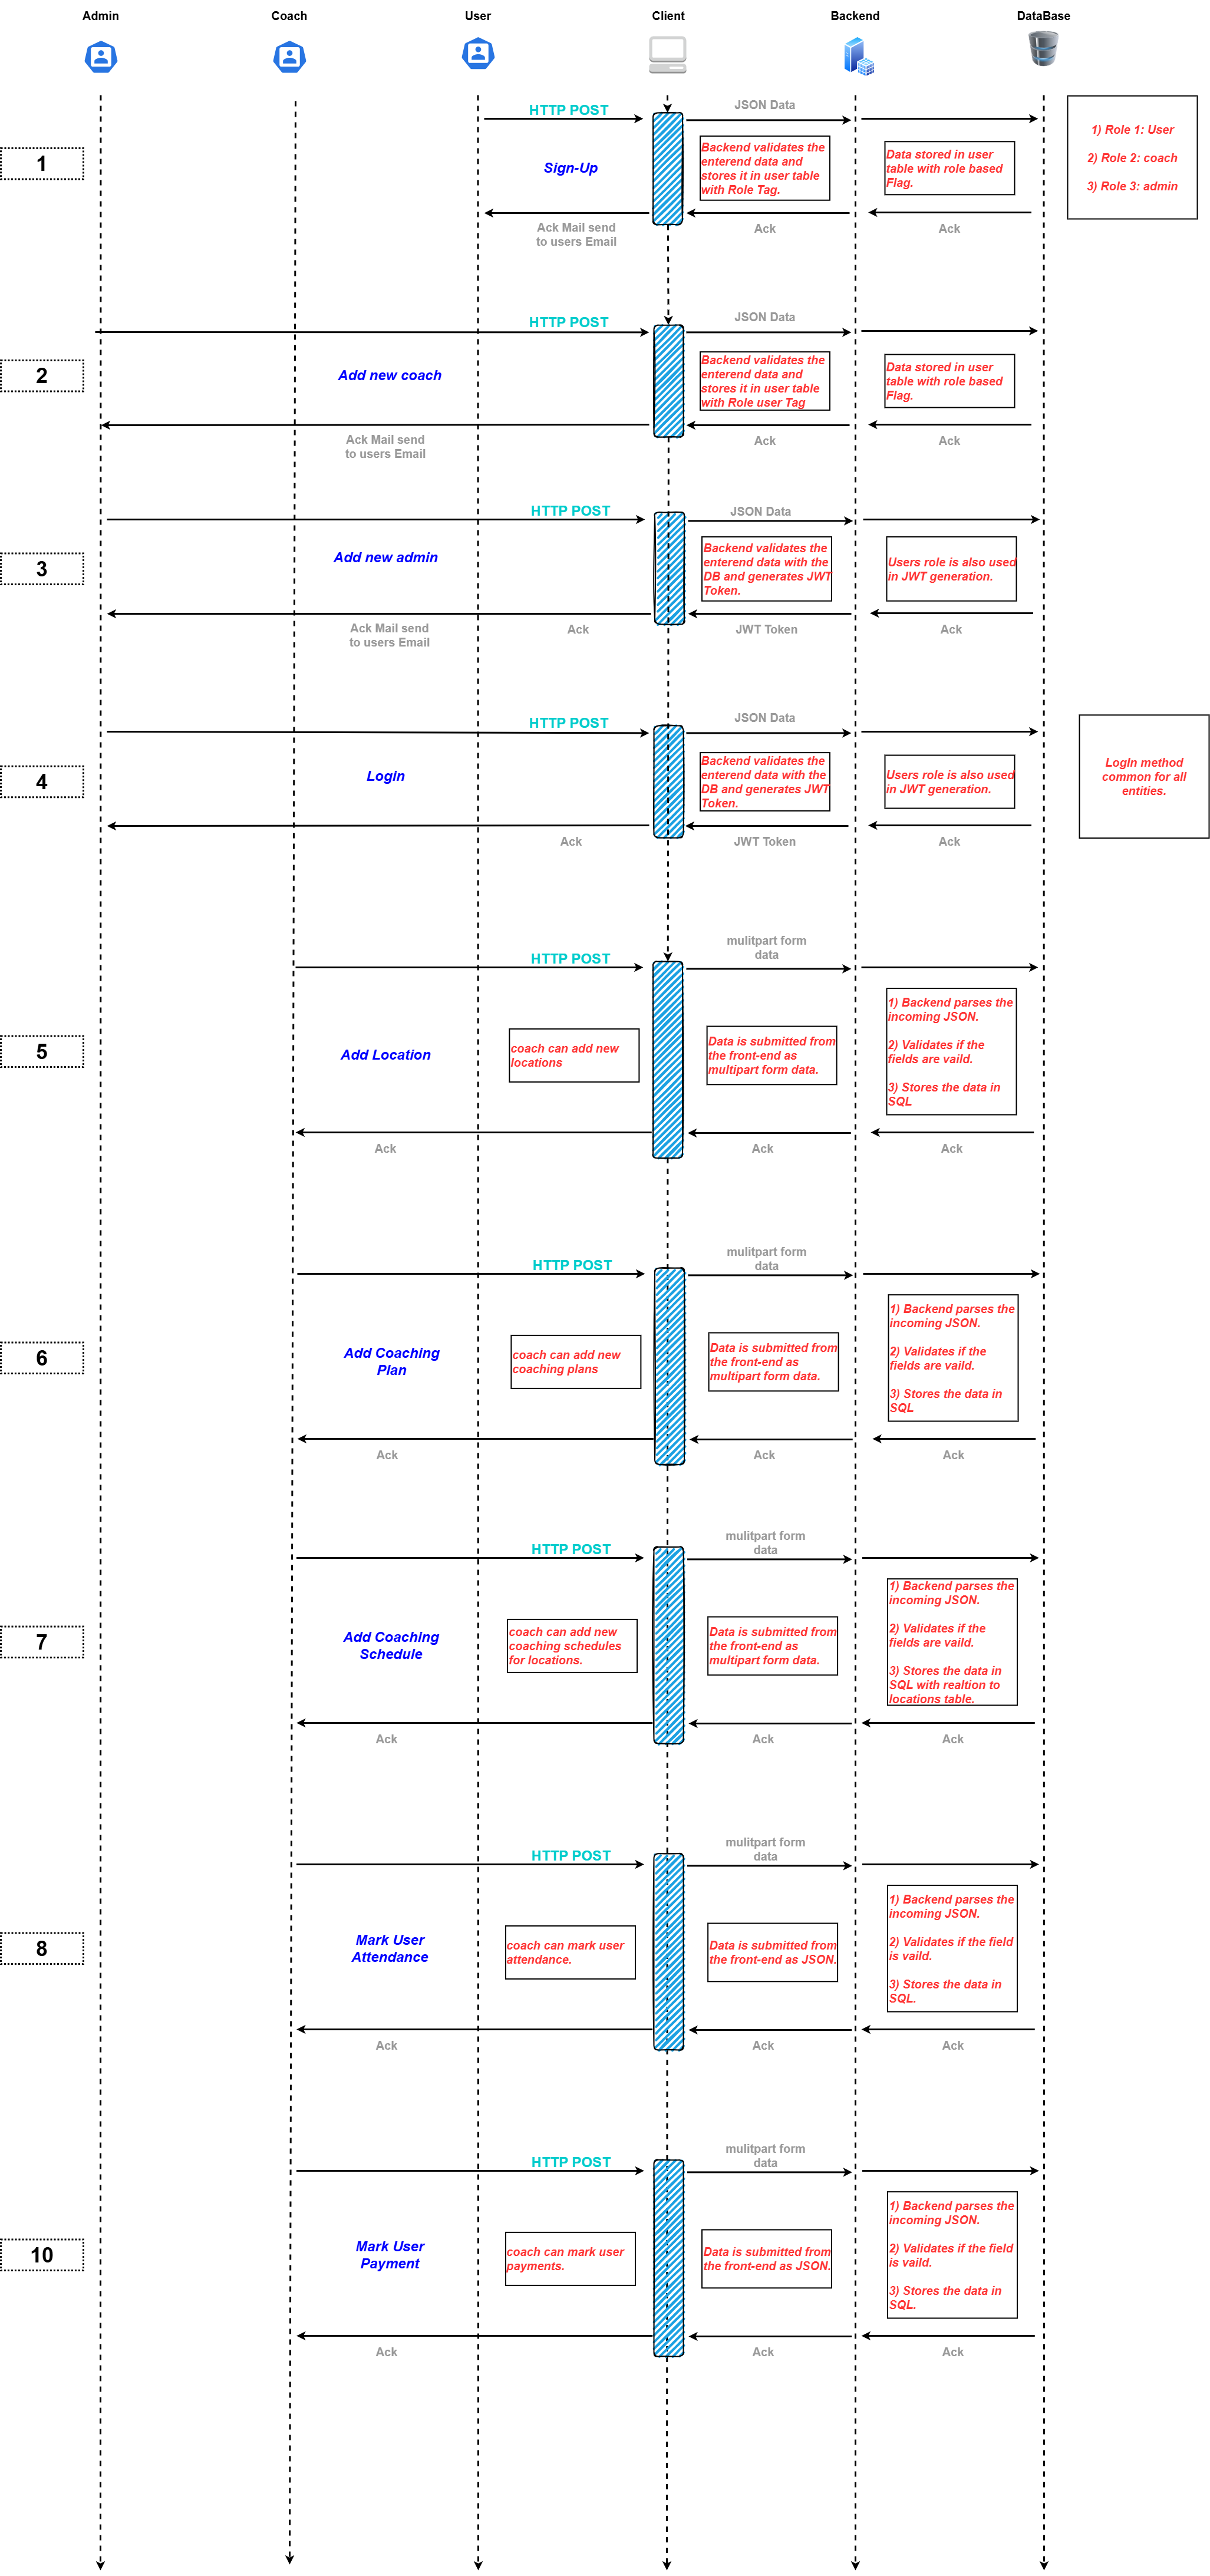 Admin
Coach
User
Client
Backend
DataBase
HTTP POST
JSON Data
1
Sign-Up
Backend validates the
enterend data and
stores it in user table
with Role Tag.
Data stored in user
table with role based
Flag.
1) Role 1: User
2) Role 2: coach
3) Role 3: admin
Ack Mail send
to users Email
Ack
Ack
HTTP POST
JSON Data
2
Add new coach
Backend validates the
enterend data and
stores it in user table
with Role user Tag
Data stored in user
table with role based
Flag.
Ack Mail send
to users Email
Ack
Ack
HTTP POST
JSON Data
3
Add new admin
Backend validates the
enterend data with the
DB and generates JWT
Token.
Users role is also used
in JWT generation.
Ack Mail send
to users Email
Ack
JWT Token
Ack
HTTP POST
JSON Data
4
Login
Backend validates the
enterend data with the
DB and generates JWT
Token.
Users role is also used
in JWT generation.
LogIn method
common for all
entities.
Ack
JWT Token
Ack
HTTP POST
mulitpart form
data
5
Add Location
coach can add new
locations
Data is submitted from
the front-end as
multipart form data.
1) Backend parses the
incoming JSON.
2) Validates if the
fields are vaild.
3) Stores the data in
SQL
Ack
Ack
Ack
HTTP POST
mulitpart form
data
6
Add Coaching
Plan
coach can add new
coaching plans
Data is submitted from
the front-end as
multipart form data.
1) Backend parses the
incoming JSON.
2) Validates if the
fields are vaild.
3) Stores the data in
SQL
Ack
Ack
Ack
HTTP POST
mulitpart form
data
7
Add Coaching
Schedule
coach can add new
coaching schedules
for locations.
Data is submitted from
the front-end as
multipart form data.
1) Backend parses the
incoming JSON.
2) Validates if the
fields are vaild.
3) Stores the data in
SQL with realtion to
locations table.
Ack
Ack
Ack
HTTP POST
mulitpart form
data
8
Mark User
Attendance
coach can mark user
attendance.
Data is submitted from
the front-end as JSON.
1) Backend parses the
incoming JSON.
2) Validates if the field
is vaild.
3) Stores the data in
SQL.
Ack
Ack
Ack
HTTP POST
mulitpart form
data
10
Mark User
Payment
coach can mark user
payments.
Data is submitted from
the front-end as JSON.
1) Backend parses the
incoming JSON.
2) Validates if the field
is vaild.
3) Stores the data in
SQL.
Ack
Ack
Ack